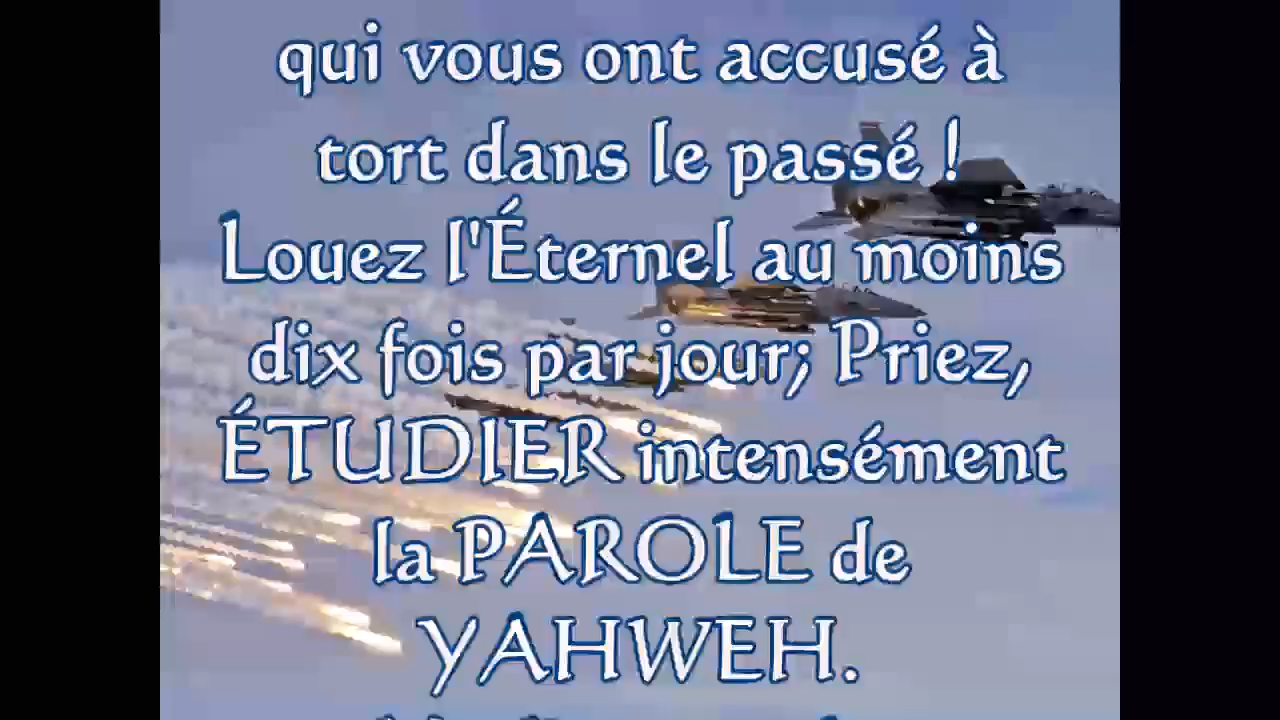 qui vous ont accusé à
tort dans le passé !
Louez l'Éternel au moins
dix fois par jour; Priez,
ÉTUDIER intensément
la PAROLE de
YAHWEH.